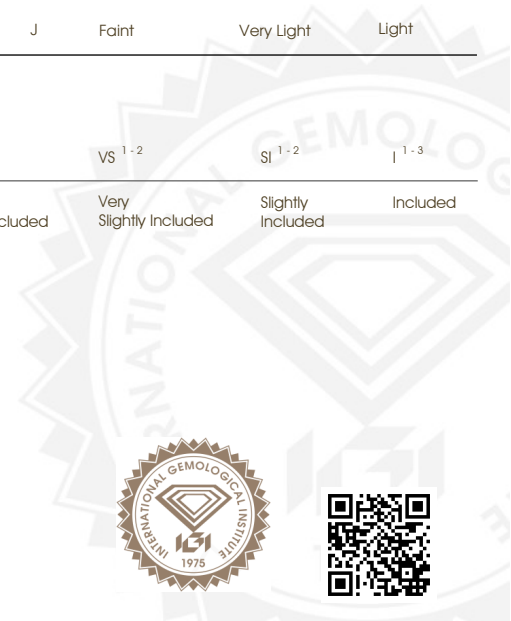 J Faint Very Light Light
VS 1 - 2 SI 1 - 2 I 1 - 3
Very Slightly Included
cluded Slightly Included Included
INTERNATIONAL GEMOLOGICAL INSTITUTE
IGI
1975